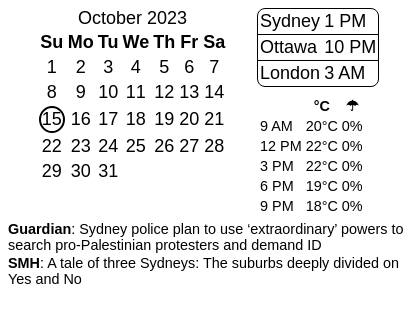 October 2023
Su Mo Tu We Th Fr Sa
1 2 3 4 5 6 7
8 9 10 11 12 13 14
15 16 17 18 19 20 21
22 23 24 25 26 27 28
29 30 31
Sydney 1 PM
Ottawa 10 PM
London 3 AM
°C ☂
9 AM 20°C 0%
12 PM 22°C 0%
3 PM 22°C 0%
6 PM 19°C 0%
9 PM 18°C 0%
Guardian: Sydney police plan to use ‘extraordinary’ powers to
search pro-Palestinian protesters and demand ID
SMH: A tale of three Sydneys: The suburbs deeply divided on
Yes and No